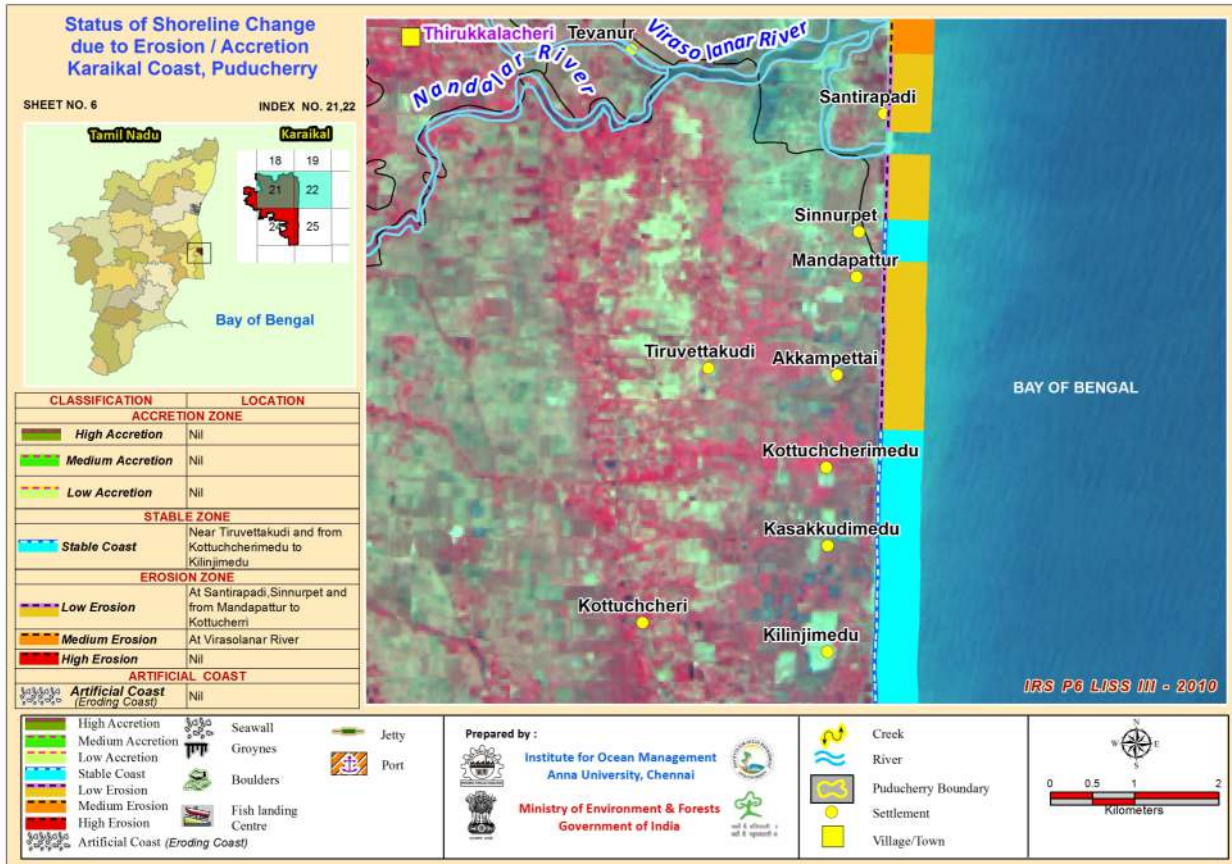 Status of Shoreline Change
due to Erosion / Accretion
Karaikal Coast, Puducherry
SHEET NO. 6
INDEX NO. 21,22
Tamil Nadu
Karaikal
18
19
21
22
24
25
Bay of Bengal
CLASSIFICATION
LOCATION
ACCRETION ZONE
High Accretion
Nil
Medium Accretion
Nil
Low Accretion
Nil
STABLE ZONE
Stable Coast
Near Tiruvettakudi and from
Kottuchcherimedu to
Kilinjimedu
EROSION ZONE
Low Erosion
At Santirapadi,Sinnurpet and
from Mandapattur to
Kottucherri
Medium Erosion
At Virasolanar River
High Erosion
Nil
ARTIFICIAL COAST
Artificial Coast
(Eroding Coast)
Nil
Thirukkalacheri
Tevanur
Virasolanar River
Nandalar River
Santirapadi
Sinnurpet
Mandapattur
Tiruvettakudi
Akkampettai
BAY OF BENGAL
Kottuchcherimedu
Kasakkudimedu
Kottuchcheri
Kilinjimedu
IRS P6 LISS III - 2010
High Accretion
Medium Accretion
Low Accretion
Stable Coast
Low Erosion
Medium Erosion
High Erosion
Artificial Coast (Eroding Coast)
Seawall
Groynes
Boulders
Fish landing
Centre
Jetty
Port
Prepared by :
Institute for Ocean Management
Anna University, Chennai
Ministry of Environment & Forests
Government of India
Creek
River
Puducherry Boundary
Settlement
Village/Town
N
W
E
S
0
0.5
1
2
Kilometers